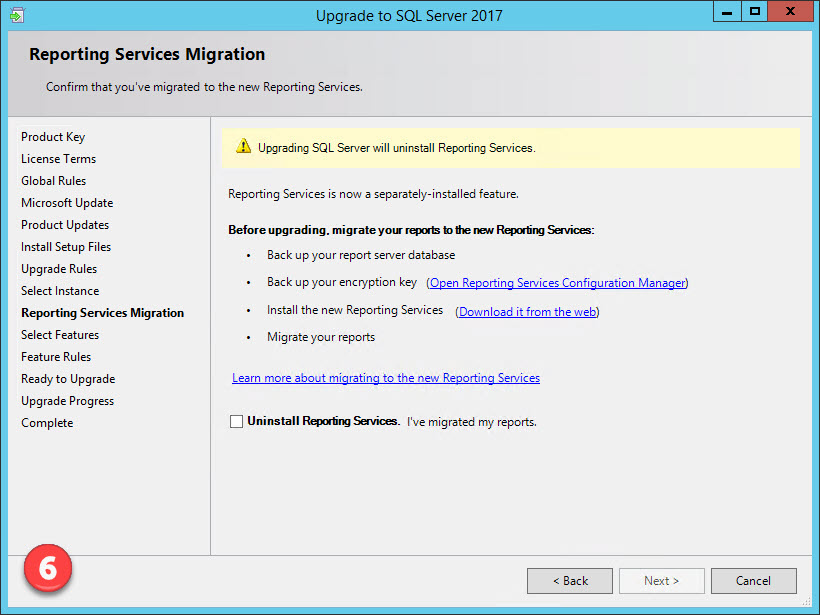 Upgrade to SQL Server 2017
Reporting Services Migration
Confirm that you've migrated to the new Reporting Services.
Product Key
License Terms
Global Rules
Microsoft Update
Product Updates
Install Setup Files
Upgrade Rules
Select Instance
Reporting Services Migration
Select Features
Feature Rules
Ready to Upgrade
Upgrade Progress
Complete
Upgrading SQL Server will uninstall Reporting Services.
Reporting Services is now a separately-installed feature.
Before upgrading, migrate your reports to the new Reporting Services:
• Back up your report server database
• Back up your encryption key (Open Reporting Services Configuration Manager)
• Install the new Reporting Services (Download it from the web)
• Migrate your reports
Learn more about migrating to the new Reporting Services
Uninstall Reporting Services. I've migrated my reports.
6
< Back Next > Cancel